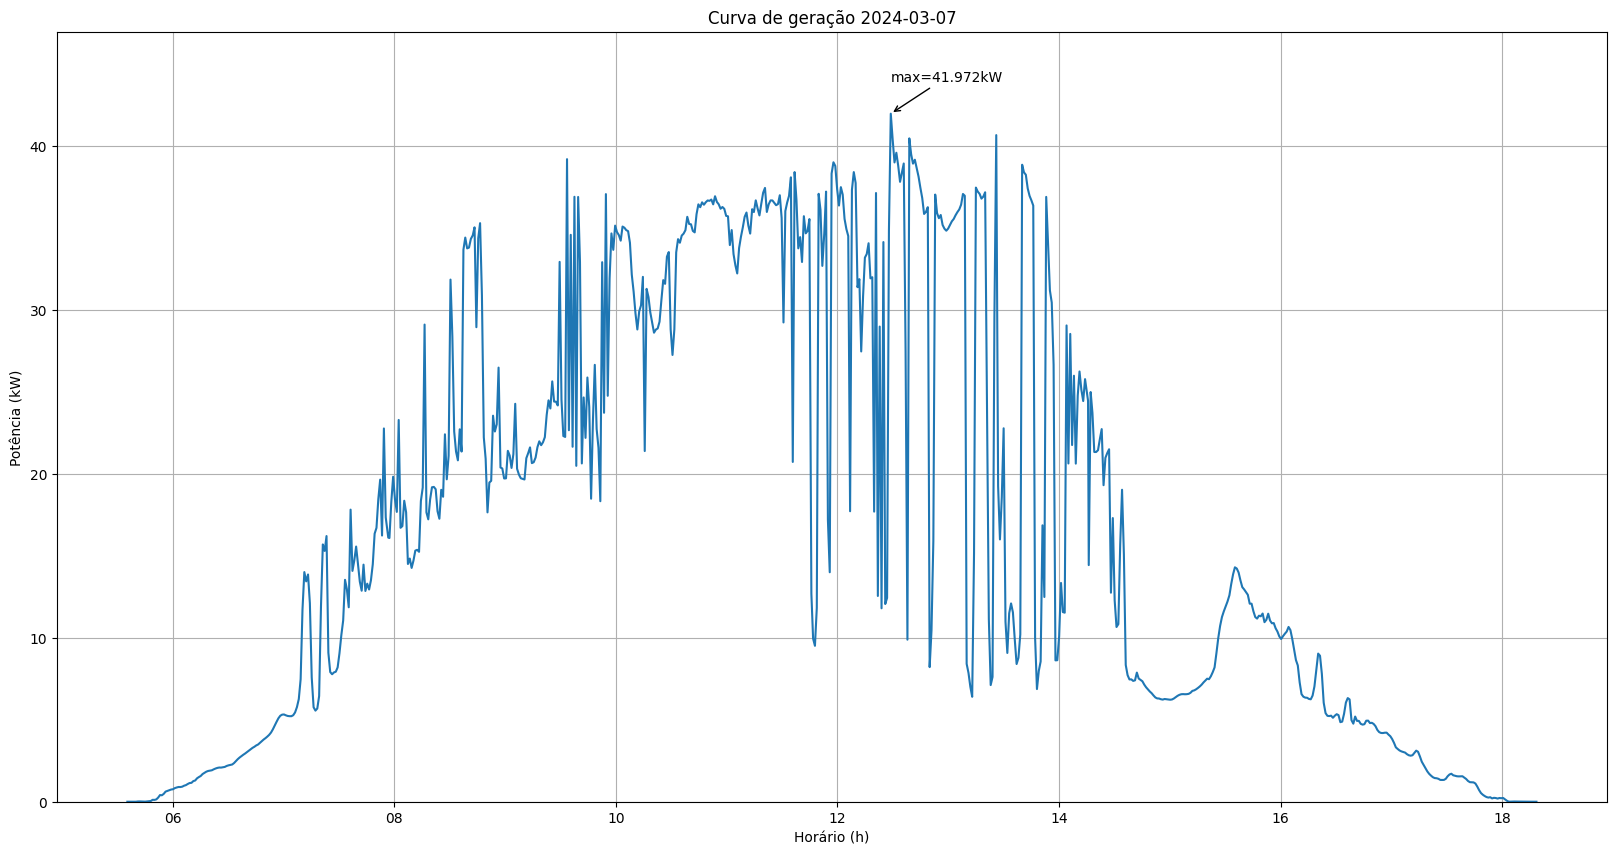 Curva de geração 2024-03-07
max=41.972kW
Potência (kW)
40
30
20
10
0
06 08 10 12 14 16 18
Horário (h)